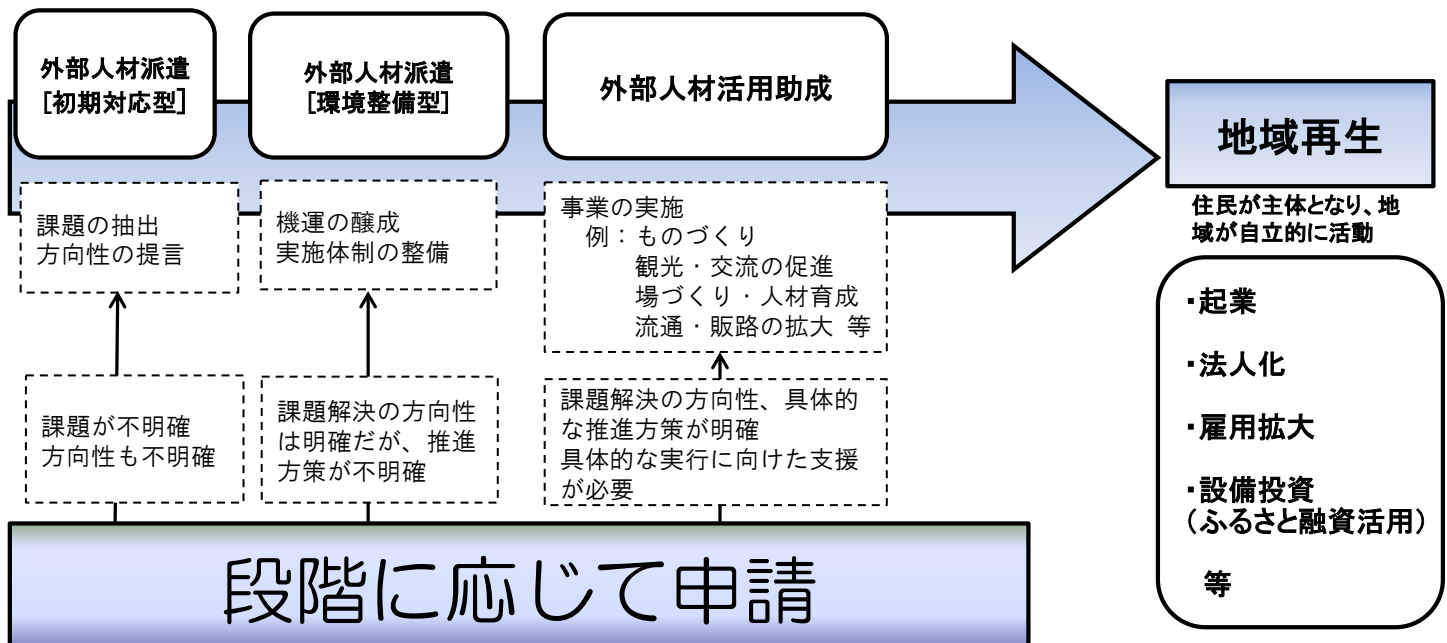 外部人材派遣
[初期対応型]
外部人材派遣
[環境整備型]
外部人材活用助成
地域再生
住民が主体となり、地
域が自立的に活動
課題の抽出
方向性の提言
機運の醸成
実施体制の整備
事業の実施
例：ものづくり
観光・交流の促進
場づくり・人材育成
流通・販路の拡大 等
課題が不明確
方向性も不明確
課題解決の方向性
は明確だが、推進
方策が不明確
課題解決の方向性、具体的
な推進方策が明確
具体的な実行に向けた支援
が必要
・起業
・法人化
・雇用拡大
・設備投資
（ふるさと融資活用）
等
段階に応じて申請